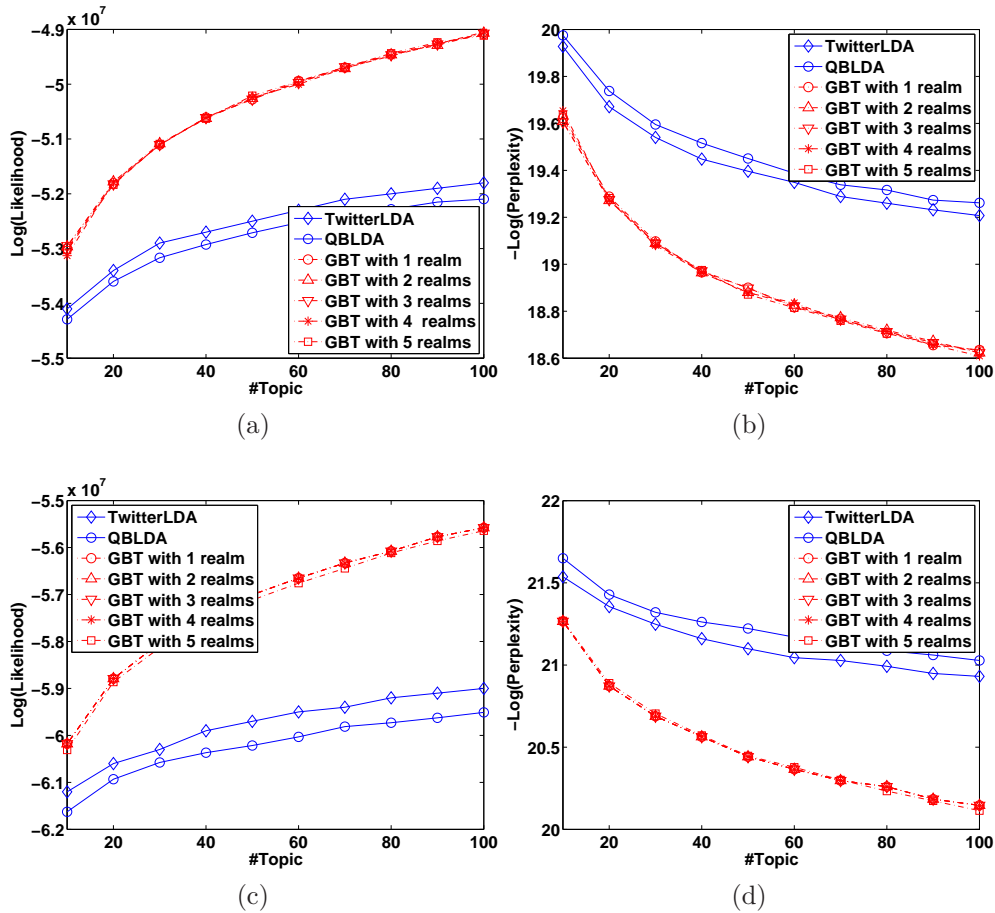 x 10⁷
−4.9
−5
−5.1
−5.2
−5.3
−5.4
−5.5
Log(Likelihood)
TwitterLDA
QBLDA
GBT with 1 realm
GBT with 2 realms
GBT with 3 realms
GBT with 4 realms
GBT with 5 realms
20 40 60 80 100
#Topic
(a)
20
19.8
19.6
19.4
19.2
19
18.8
18.6
−Log(Perplexity)
TwitterLDA
QBLDA
GBT with 1 realm
GBT with 2 realms
GBT with 3 realms
GBT with 4 realms
GBT with 5 realms
20 40 60 80 100
#Topic
(b)
x 10⁷
−5.5
−5.6
−5.7
−5.8
−5.9
−6
−6.1
−6.2
Log(Likelihood)
TwitterLDA
QBLDA
GBT with 1 realm
GBT with 2 realms
GBT with 3 realms
GBT with 4 realms
GBT with 5 realms
20 40 60 80 100
#Topic
(c)
22
21.5
21
20.5
20
−Log(Perplexity)
TwitterLDA
QBLDA
GBT with 1 realm
GBT with 2 realms
GBT with 3 realms
GBT with 4 realms
GBT with 5 realms
20 40 60 80 100
#Topic
(d)